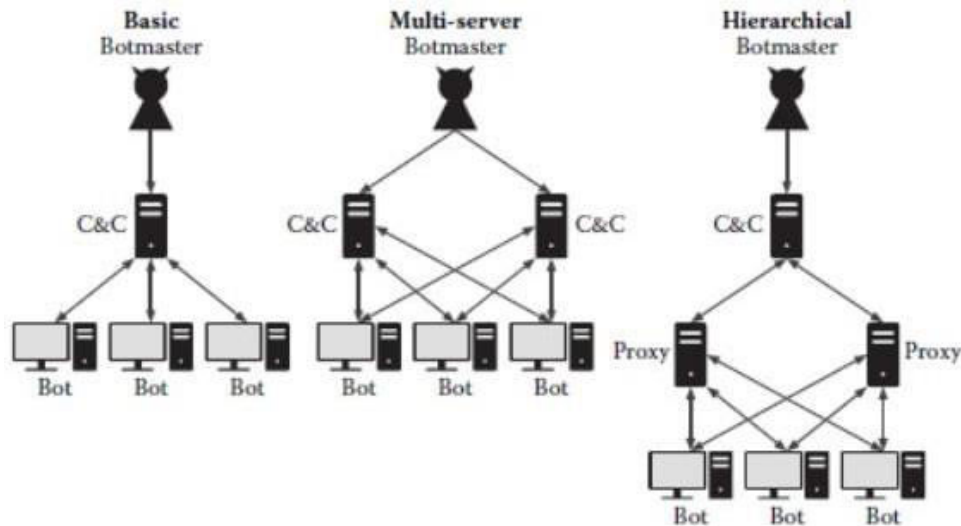 Basic
Botmaster
C&C
Bot
Bot
Bot
Multi-server
Botmaster
C&C
C&C
Bot
Bot
Bot
Hierarchical
Botmaster
C&C
Proxy
Proxy
Bot
Bot
Bot